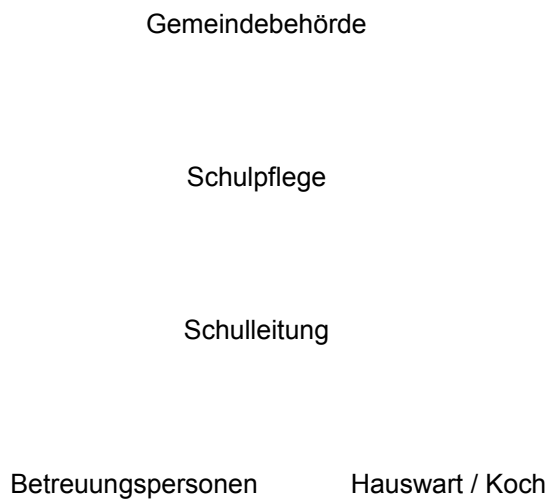 Gemeindebehörde
Schulpflege
Schulleitung
Betreuungspersonen Hauswart / Koch